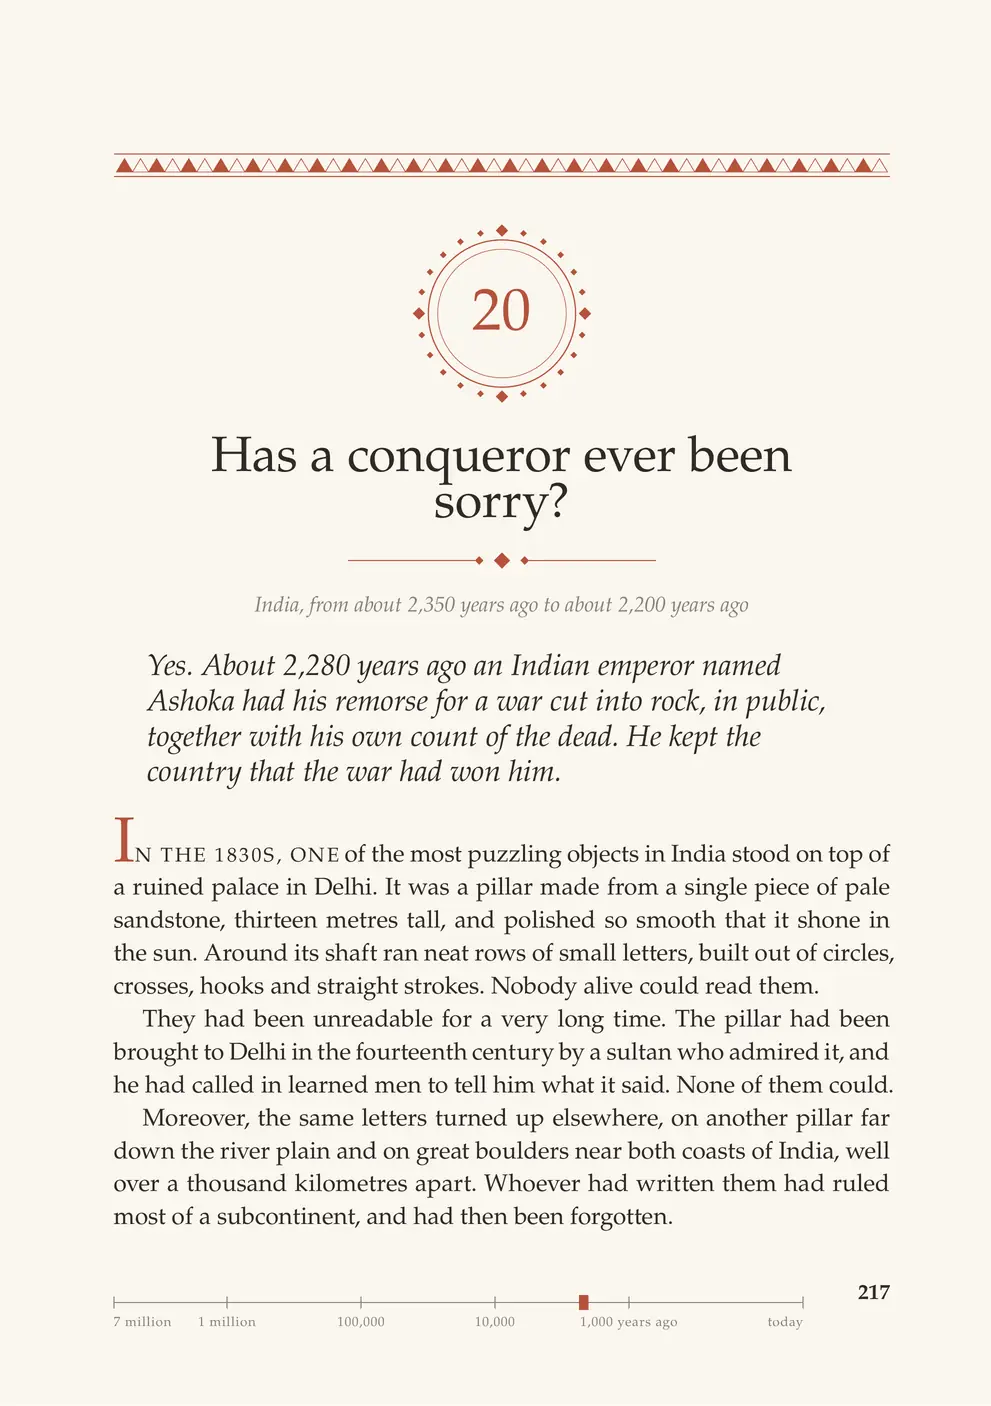 20
Has a conqueror ever been
sorry?
India, from about 2,350 years ago to about 2,200 years ago
Yes. About 2,280 years ago an Indian emperor named
Ashoka had his remorse for a war cut into rock, in public,
together with his own count of the dead. He kept the
country that the war had won him.
IN THE 1830S, ONE of the most puzzling objects in India stood on top of
a ruined palace in Delhi. It was a pillar made from a single piece of pale
sandstone, thirteen metres tall, and polished so smooth that it shone in
the sun. Around its shaft ran neat rows of small letters, built out of circles,
crosses, hooks and straight strokes. Nobody alive could read them.
They had been unreadable for a very long time. The pillar had been
brought to Delhi in the fourteenth century by a sultan who admired it, and
he had called in learned men to tell him what it said. None of them could.
Moreover, the same letters turned up elsewhere, on another pillar far
down the river plain and on great boulders near both coasts of India, well
over a thousand kilometres apart. Whoever had written them had ruled
most of a subcontinent, and had then been forgotten.
217
7 million 1 million 100,000 10,000 1,000 years ago today